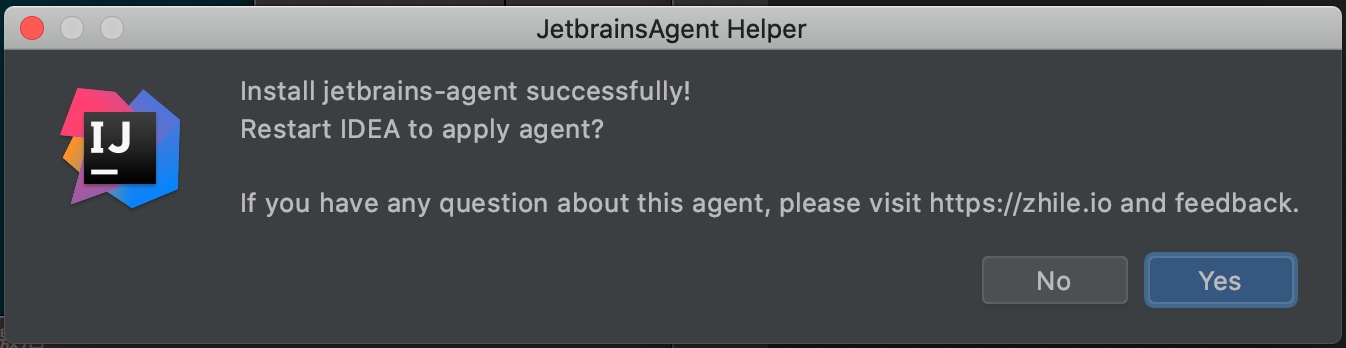 JetbrainsAgent Helper
IJ
Install jetbrains-agent successfully!
Restart IDEA to apply agent?
If you have any question about this agent, please visit https://zhile.io and feedback.
No
Yes